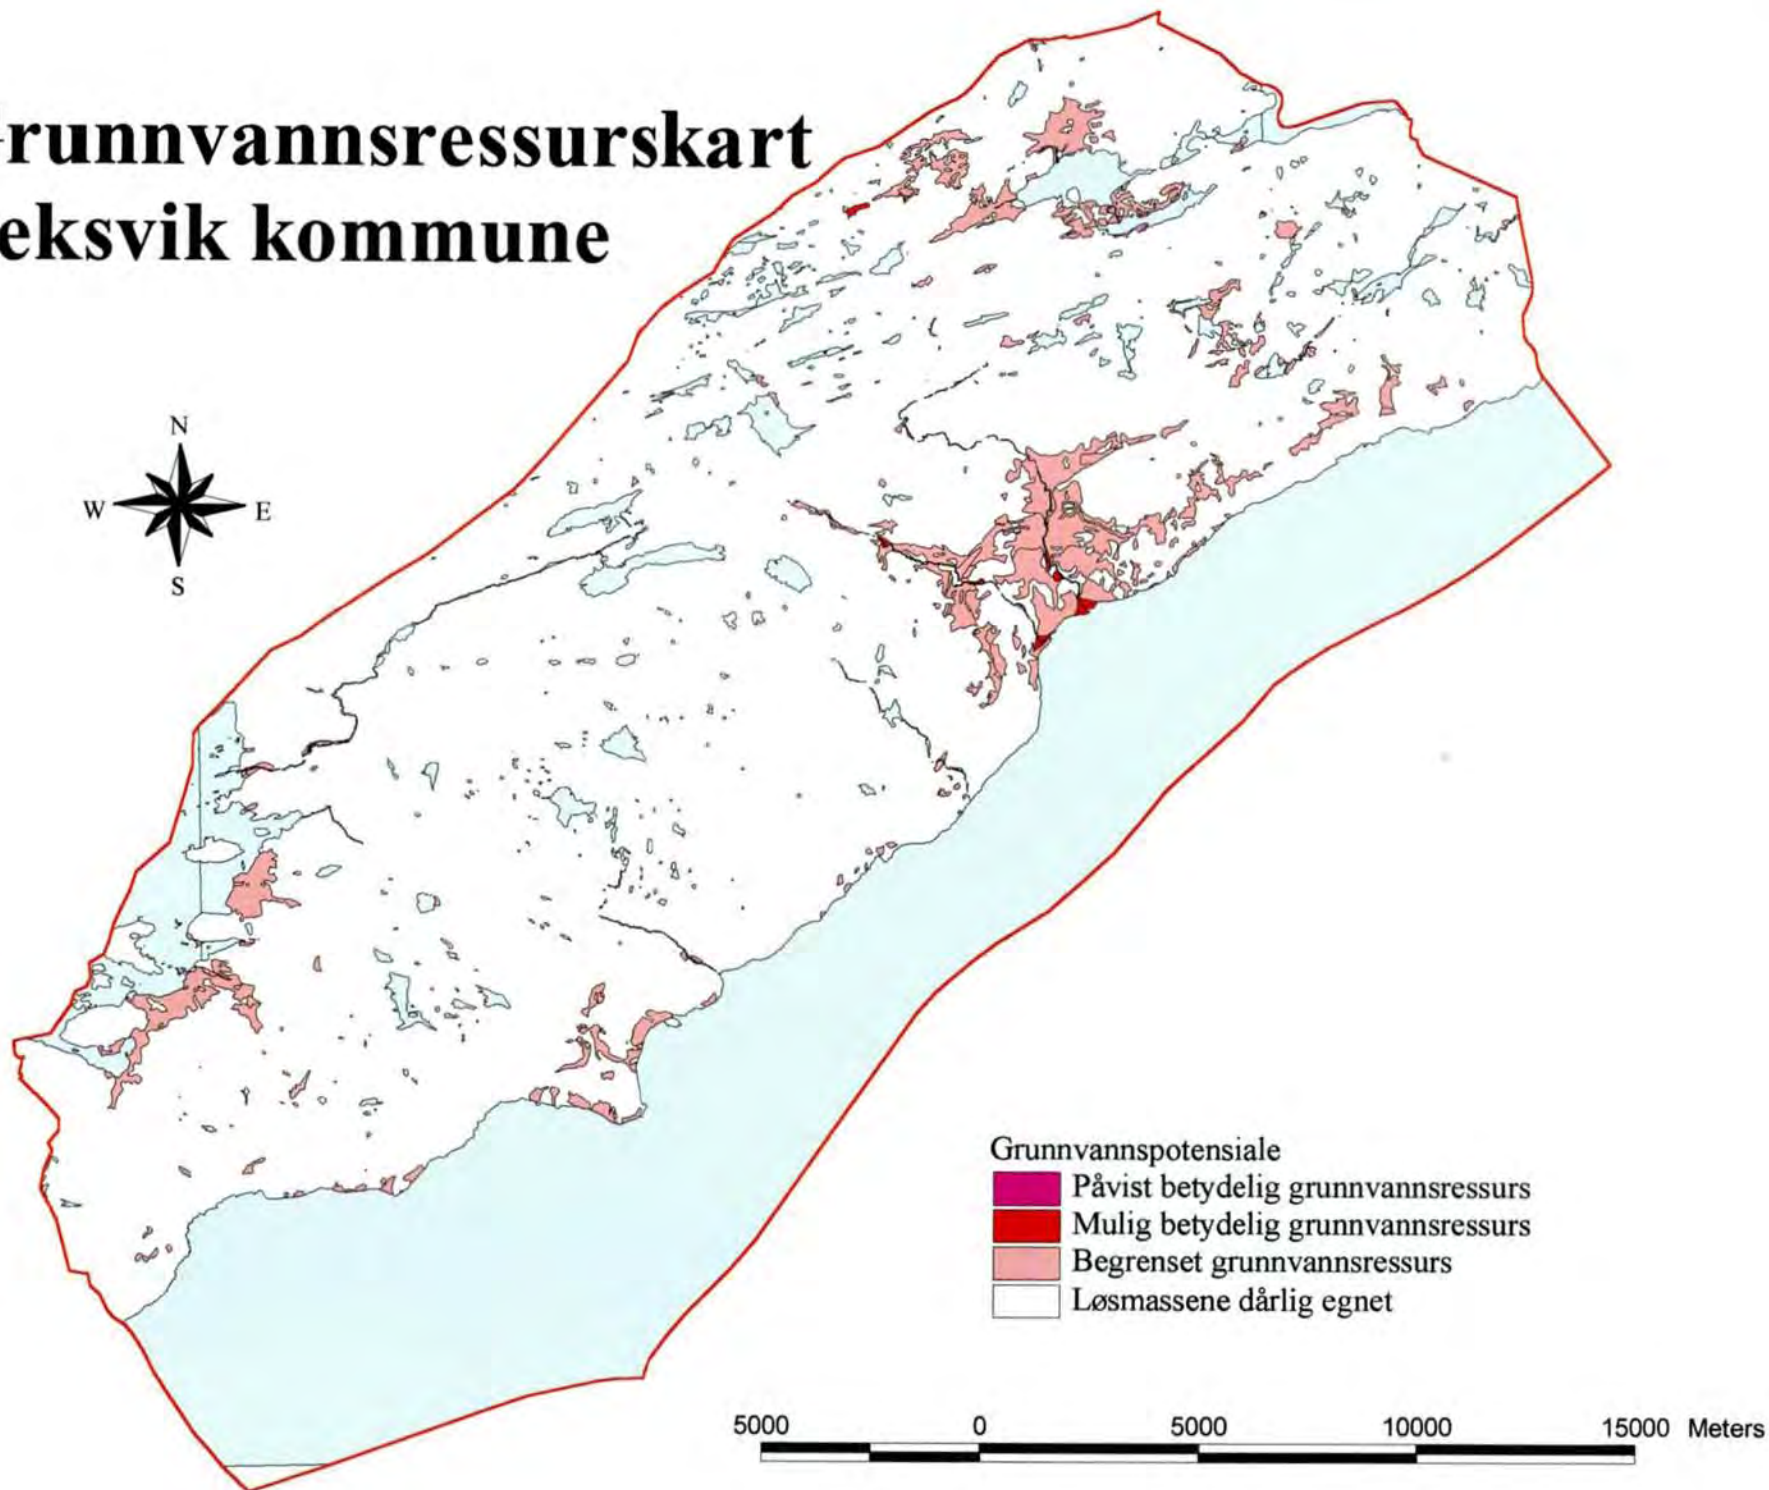 runnvannsressurskart
eksvik kommune
N
W E
S
Grunnvannspotensiale
Påvist betydelig grunnvannsressurs
Mulig betydelig grunnvannsressurs
Begrenset grunnvannsressurs
Løsmassene dårlig egnet
5000 0 5000 10000 15000 Meters